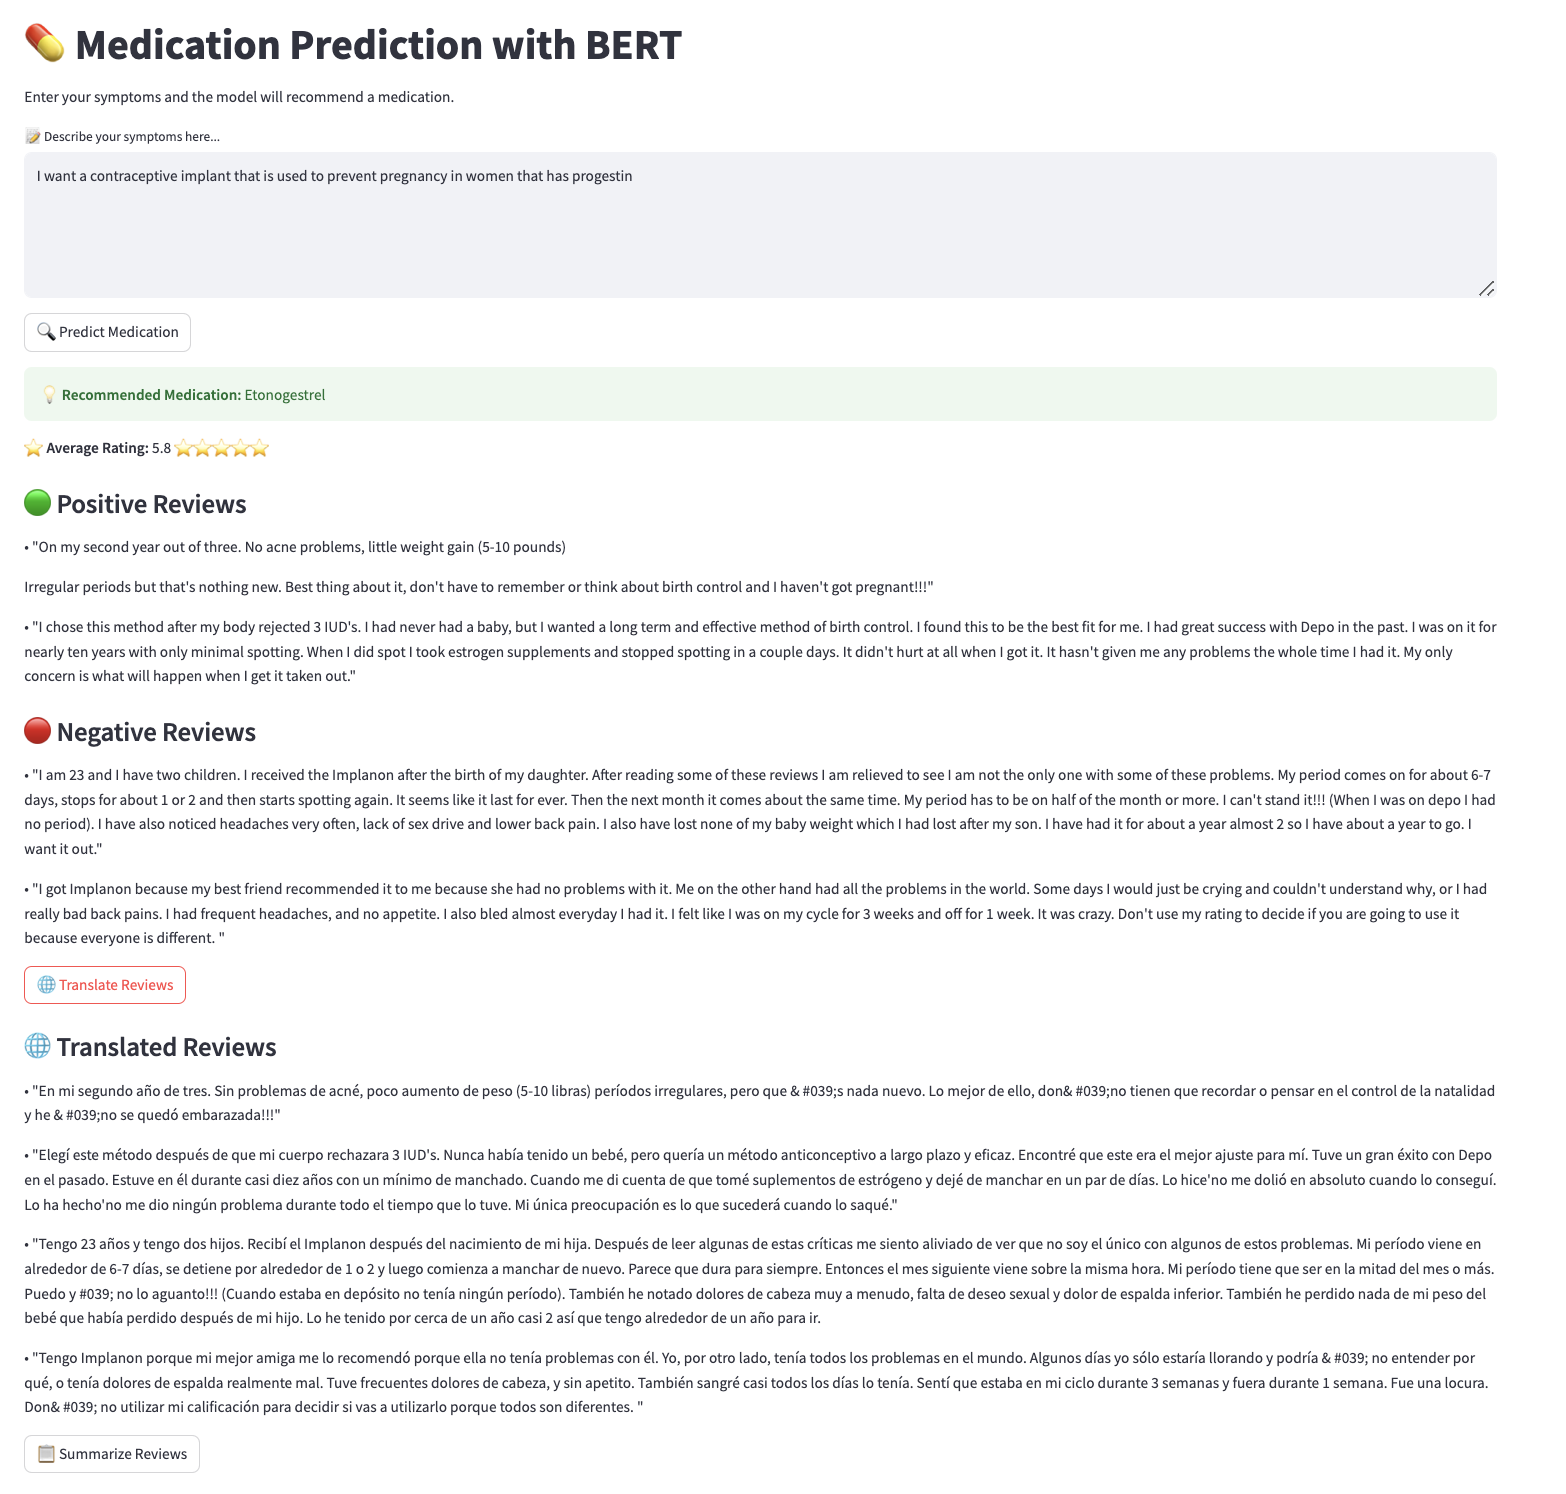 💊 Medication Prediction with BERT
Enter your symptoms and the model will recommend a medication.
📝 Describe your symptoms here...
I want a contraceptive implant that is used to prevent pregnancy in women that has progestin
🔍 Predict Medication
💡 Recommended Medication: Etonogestrel
⭐ Average Rating: 5.8 ⭐⭐⭐⭐⭐
🟢 Positive Reviews
• "On my second year out of three. No acne problems, little weight gain (5-10 pounds)
Irregular periods but that's nothing new. Best thing about it, don't have to remember or think about birth control and I haven't got pregnant!!!"
• "I chose this method after my body rejected 3 IUD's. I had never had a baby, but I wanted a long term and effective method of birth control. I found this to be the best fit for me. I had great success with Depo in the past. I was on it for
nearly ten years with only minimal spotting. When I did spot I took estrogen supplements and stopped spotting in a couple days. It didn't hurt at all when I got it. It hasn't given me any problems the whole time I had it. My only
concern is what will happen when I get it taken out."
🔴 Negative Reviews
• "I am 23 and I have two children. I received the Implanon after the birth of my daughter. After reading some of these reviews I am relieved to see I am not the only one with some of these problems. My period comes on for about 6-7
days, stops for about 1 or 2 and then starts spotting again. It seems like it last for ever. Then the next month it comes about the same time. My period has to be on half of the month or more. I can't stand it!!! (When I was on depo I had
no period). I have also noticed headaches very often, lack of sex drive and lower back pain. I also have lost none of my baby weight which I had lost after my son. I have had it for about a year almost 2 so I have about a year to go. I
want it out."
• "I got Implanon because my best friend recommended it to me because she had no problems with it. Me on the other hand had all the problems in the world. Some days I would just be crying and couldn't understand why, or I had
really bad back pains. I had frequent headaches, and no appetite. I also bled almost everyday I had it. I felt like I was on my cycle for 3 weeks and off for 1 week. It was crazy. Don't use my rating to decide if you are going to use it
because everyone is different. "
🌐 Translate Reviews
🌐 Translated Reviews
• "En mi segundo año de tres. Sin problemas de acné, poco aumento de peso (5-10 libras) períodos irregulares, pero que & #039;s nada nuevo. Lo mejor de ello, don& #039;no tienen que recordar o pensar en el control de la natalidad
y he & #039;no se quedó embarazada!!!"
• "Elegí este método después de que mi cuerpo rechazara 3 IUD's. Nunca había tenido un bebé, pero quería un método anticonceptivo a largo plazo y eficaz. Encontré que este era el mejor ajuste para mí. Tuve un gran éxito con Depo
en el pasado. Estuve en él durante casi diez años con un mínimo de manchado. Cuando me di cuenta de que tomé suplementos de estrógeno y dejé de manchar en un par de días. Lo hice'no me dolió en absoluto cuando lo conseguí.
Lo ha hecho'no me dio ningún problema durante todo el tiempo que lo tuve. Mi única preocupación es lo que sucederá cuando lo saqué."
• "Tengo 23 años y tengo dos hijos. Recibí el Implanon después del nacimiento de mi hija. Después de leer algunas de estas críticas me siento aliviado de ver que no soy el único con algunos de estos problemas. Mi período viene en
alrededor de 6-7 días, se detiene por alrededor de 1 o 2 y luego comienza a manchar de nuevo. Parece que dura para siempre. Entonces el mes siguiente viene sobre la misma hora. Mi período tiene que ser en la mitad del mes o más.
Puedo y #039; no lo aguanto!!! (Cuando estaba en depósito no tenía ningún período). También he notado dolores de cabeza muy a menudo, falta de deseo sexual y dolor de espalda inferior. También he perdido nada de mi peso del
bebé que había perdido después de mi hijo. Lo he tenido por cerca de un año casi 2 así que tengo alrededor de un año para ir.
• "Tengo Implanon porque mi mejor amiga me lo recomendó porque ella no tenía problemas con él. Yo, por otro lado, tenía todos los problemas en el mundo. Algunos días yo sólo estaría llorando y podría & #039; no entender por
qué, o tenía dolores de espalda realmente mal. Tuve frecuentes dolores de cabeza, y sin apetito. También sangré casi todos los días lo tenía. Sentí que estaba en mi ciclo durante 3 semanas y fuera durante 1 semana. Fue una locura.
Don& #039; no utilizar mi calificación para decidir si vas a utilizarlo porque todos son diferentes. "
📋 Summarize Reviews